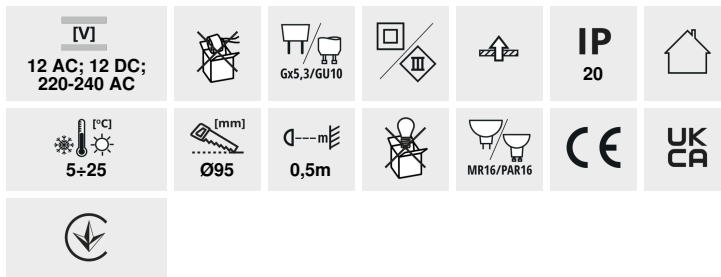 [V]
12 AC; 12 DC;
220-240 AC
Gx5,3/GU10
III
IP
20
[°C]
5÷25
[mm]
Ø95
m
0,5m
MR16/PAR16
CE
UK
CA